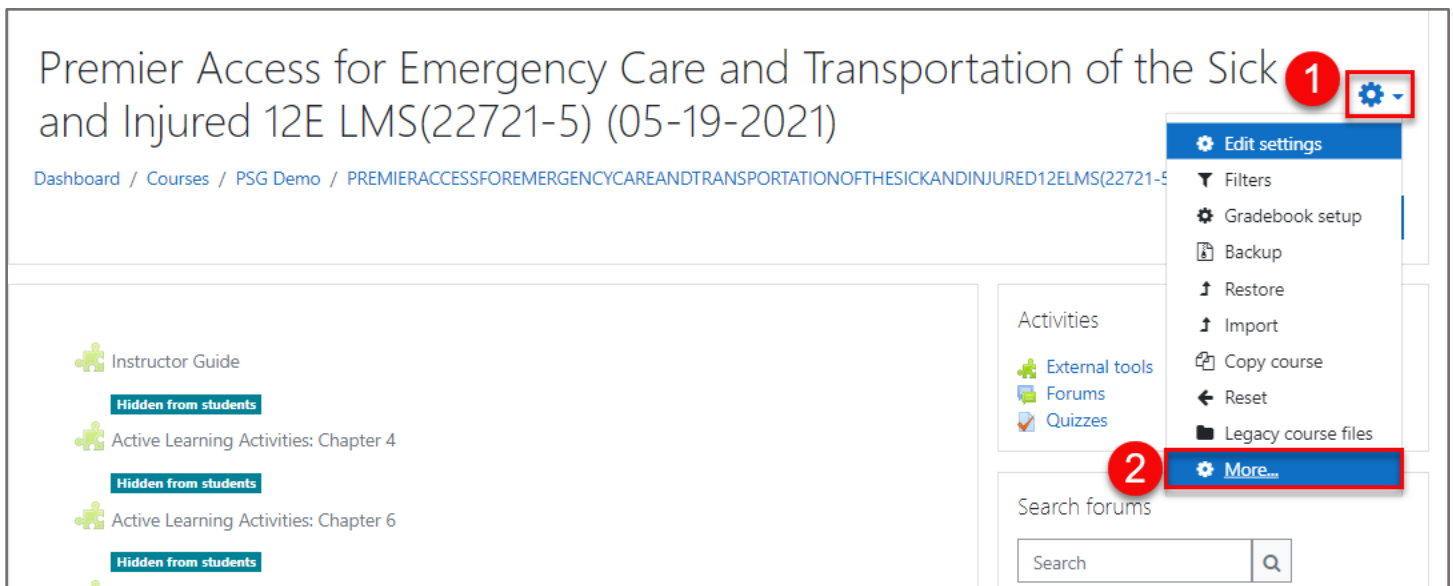 Premier Access for Emergency Care and Transportation of the Sick
and Injured 12E LMS(22721-5) (05-19-2021)
1
Dashboard / Courses / PSG Demo / PREMIERACCESSFOREMERGENCYCAREANDTRANSPORTATIONOFTHESICKANDINJURED12ELMS(22721-5
Edit settings
Filters
Gradebook setup
Backup
Restore
Import
Copy course
Reset
Legacy course files
2
More...
Instructor Guide
Hidden from students
Active Learning Activities: Chapter 4
Hidden from students
Active Learning Activities: Chapter 6
Hidden from students
Activities
External tools
Forums
Quizzes
Search forums
Search